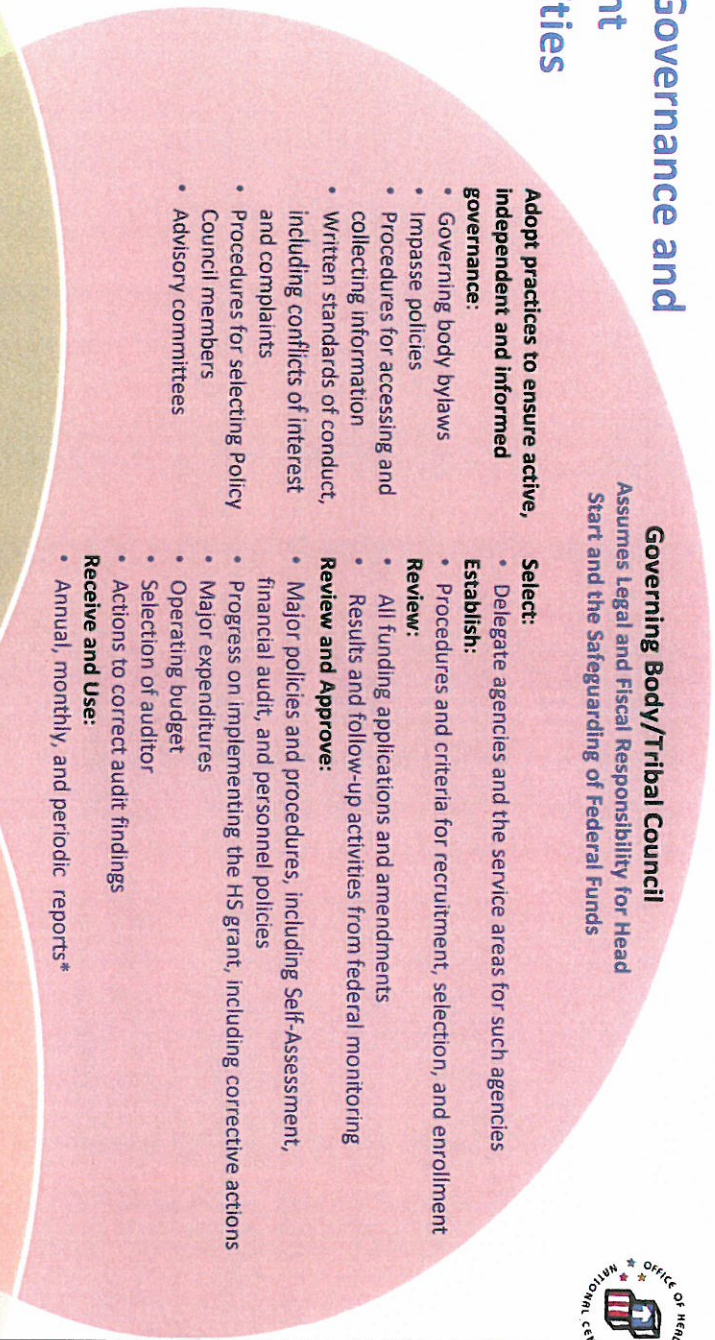 Governance and
Governing Body/Tribal Council
Assumes Legal and Fiscal Responsibility for Head
Start and the Safeguarding of Federal Funds
Adopt practices to ensure active,
independent and informed
governance:
• Governing body bylaws
• Impasse policies
• Procedures for accessing and
collecting information
• Written standards of conduct,
including conflicts of interest
and complaints
• Procedures for selecting Policy
Council members
• Advisory committees
Select:
• Delegate agencies and the service areas for such agencies
Establish:
• Procedures and criteria for recruitment, selection, and enrollment
Review:
• All funding applications and amendments
• Results and follow-up activities from federal monitoring
Review and Approve:
• Major policies and procedures, including Self-Assessment,
financial audit, and personnel policies
• Progress on implementing the HS grant, including corrective actions
• Major expenditures
• Operating budget
• Selection of auditor
• Actions to correct audit findings
Receive and Use:
• Annual, monthly, and periodic reports*
OFFICE OF